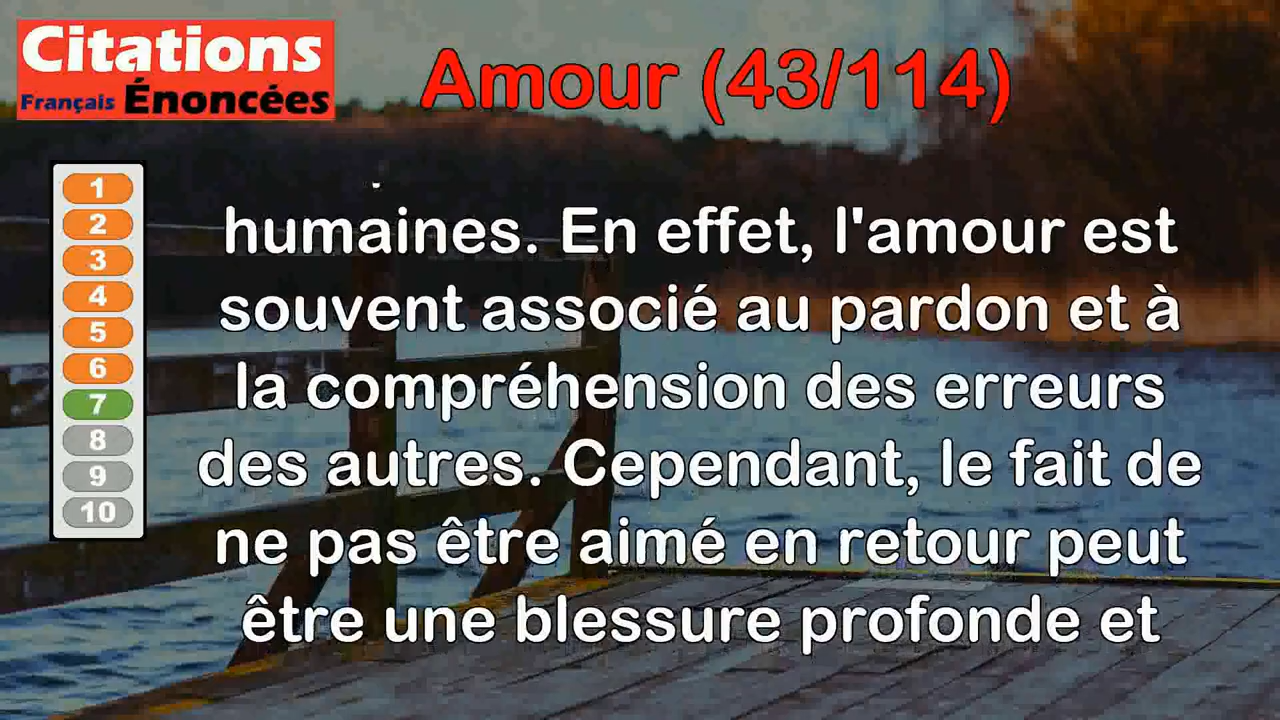 Citations
Français Énoncées
Amour (43/114)
1
2
3
4
5
6
7
8
9
10
humaines. En effet, l'amour est
souvent associé au pardon et à
la compréhension des erreurs
des autres. Cependant, le fait de
ne pas être aimé en retour peut
être une blessure profonde et